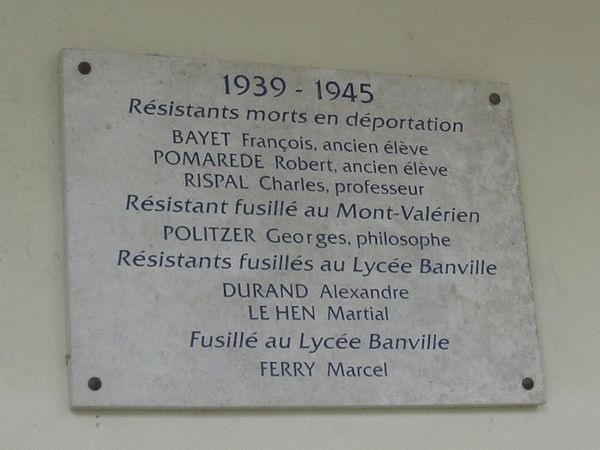 1939 - 1945
Résistants morts en déportation
BAYET François, ancien élève
POMAREDE Robert, ancien élève
RISPAL Charles, professeur
Résistant fusillé au Mont-Valérien
POLITZER Georges, philosophe
Résistants fusillés au Lycée Banville
DURAND Alexandre
LE HEN Martial
Fusillé au Lycée Banville
FERRY Marcel